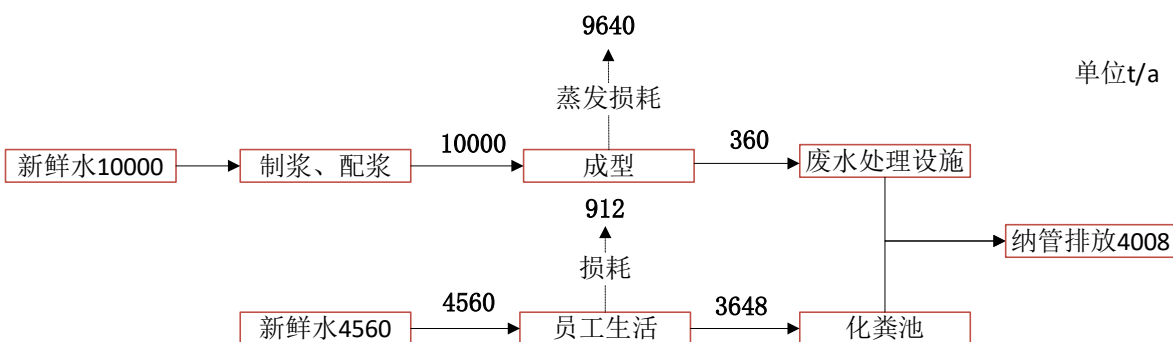 9640
单位t/a
蒸发损耗
新鲜水10000
制浆、配浆
10000
成型
360
废水处理设施
912
纳管排放4008
损耗
新鲜水4560
4560
员工生活
3648
化粪池